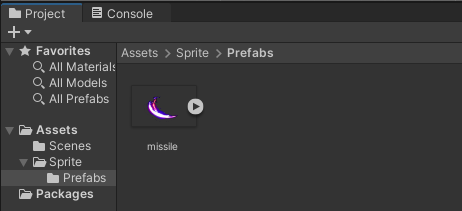 Project
Console
Favorites
All Materials
All Models
All Prefabs
Assets
Scenes
Sprite
Prefabs
Packages
Assets > Sprite > Prefabs
missile